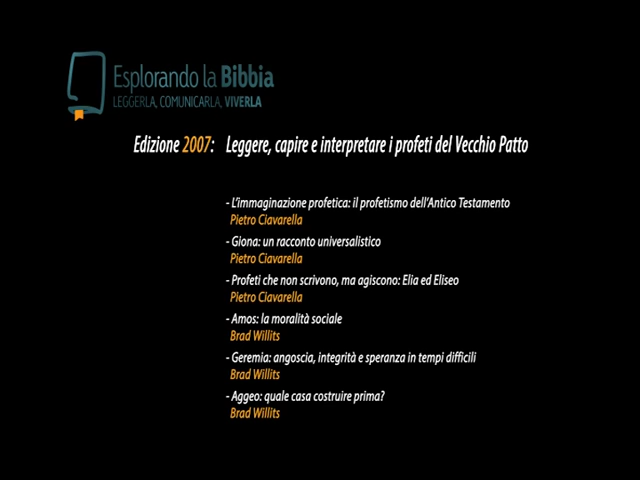 Esplorando la Bibbia
LEGGERLA, COMUNICARLA, VIVERLA
Edizione 2007: Leggere, capire e interpretare i profeti del Vecchio Patto
- L'immaginazione profetica: il profetismo dell'Antico Testamento
Pietro Ciavarella
- Giona: un racconto universalistico
Pietro Ciavarella
- Profeti che non scrivono, ma agiscono: Elia ed Eliseo
Pietro Ciavarella
- Amos: la moralità sociale
Brad Willits
- Geremia: angoscia, integrità e speranza in tempi difficili
Brad Willits
- Aggeo: quale casa costruire prima?
Brad Willits